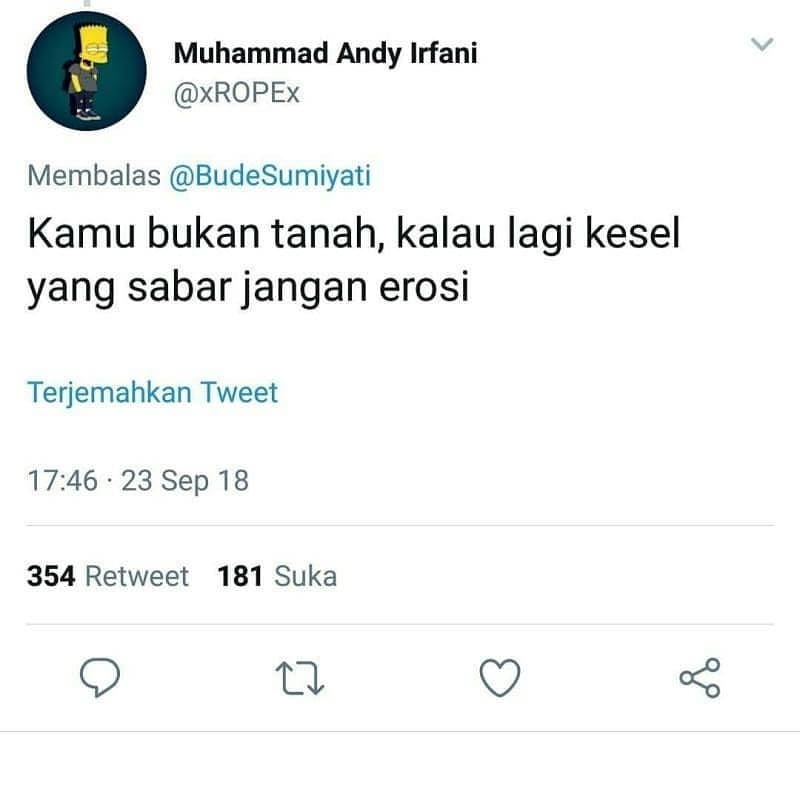 Muhammad Andy Irfani
@xROPEx
Membalas @BudeSumiyati
Kamu bukan tanah, kalau lagi kesel
yang sabar jangan erosi
Terjemahkan Tweet
17:46 · 23 Sep 18
354 Retweet 181 Suka